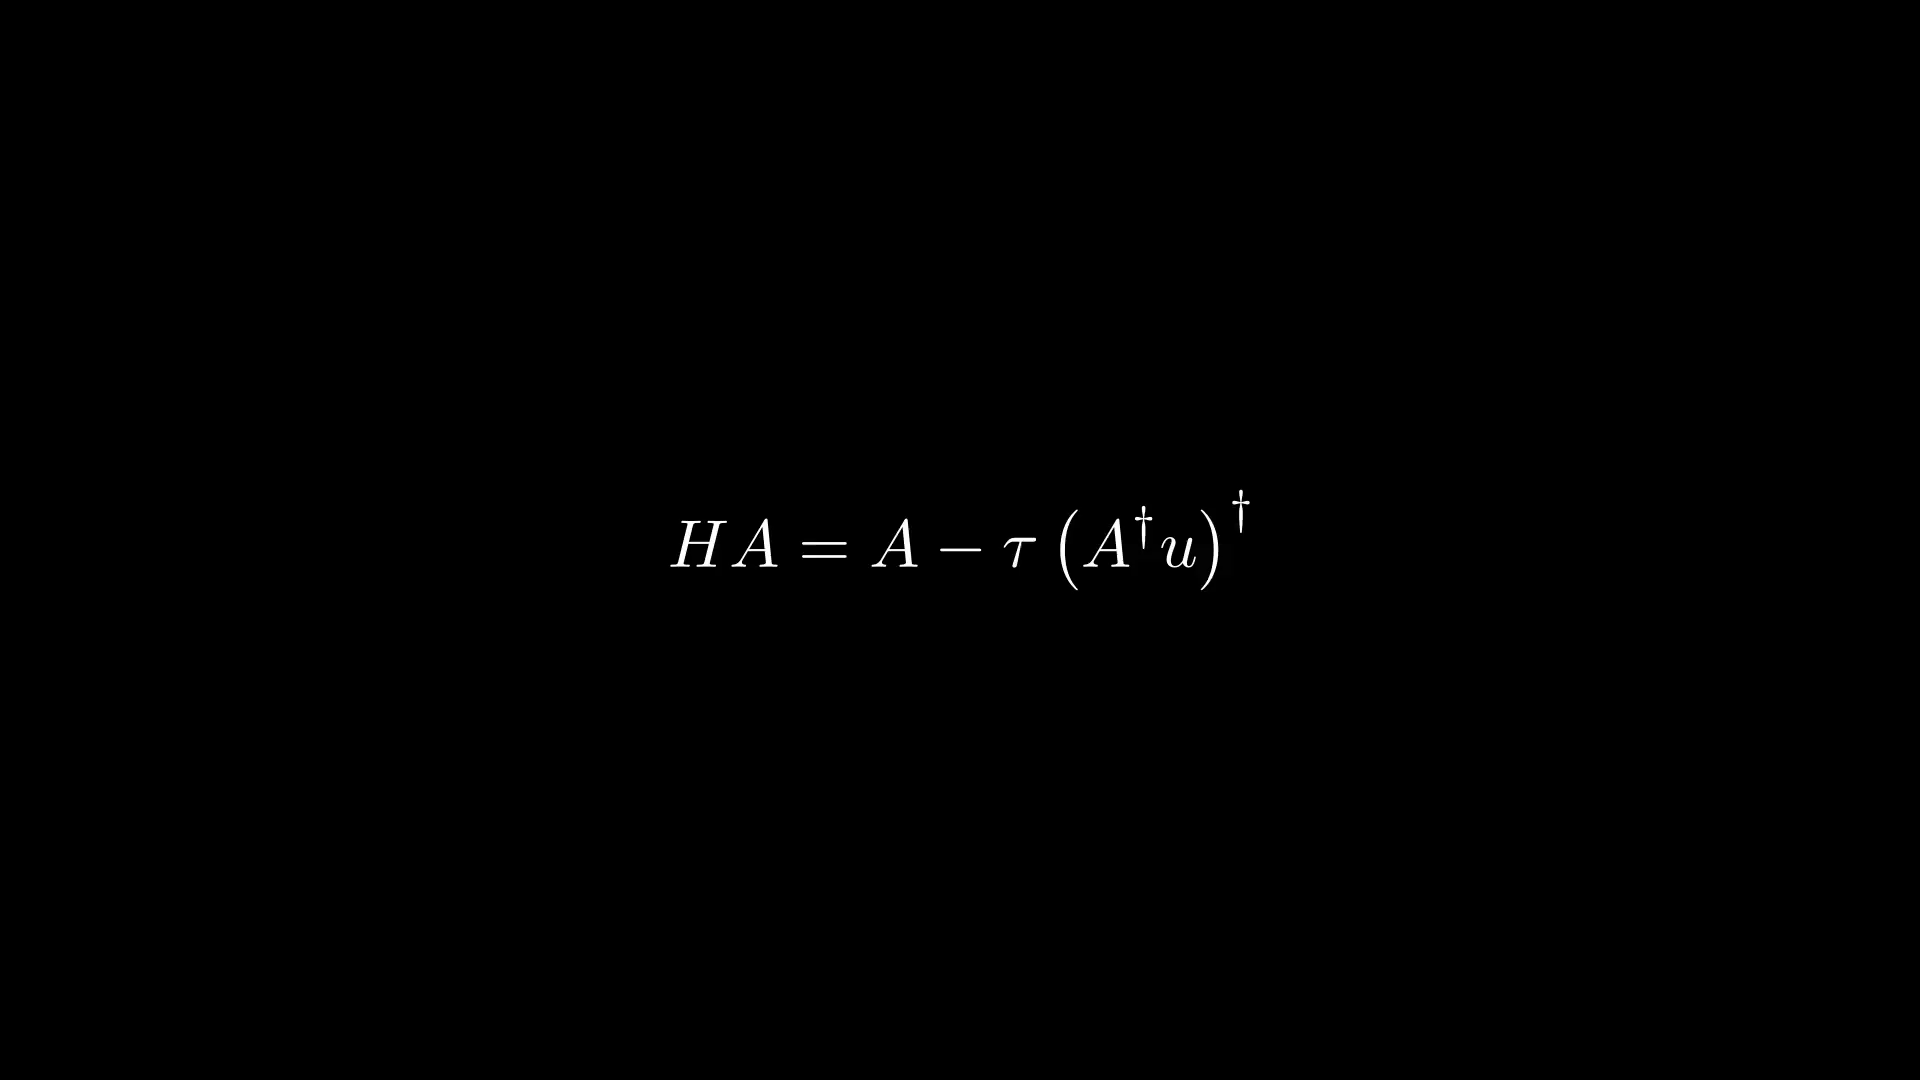 HA = A − τ (A†u)†